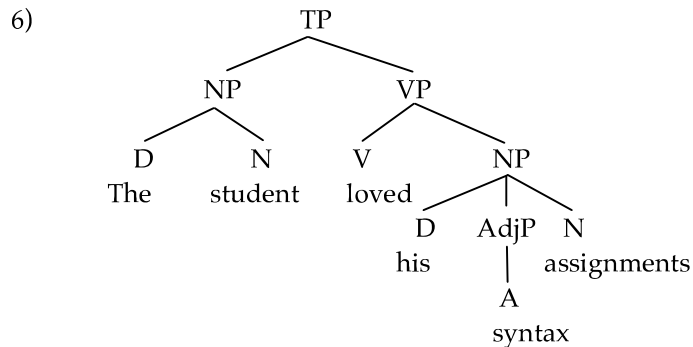 6) TP
NP VP
D N V NP
The student loved
D AdjP N
his assignments
A
syntax